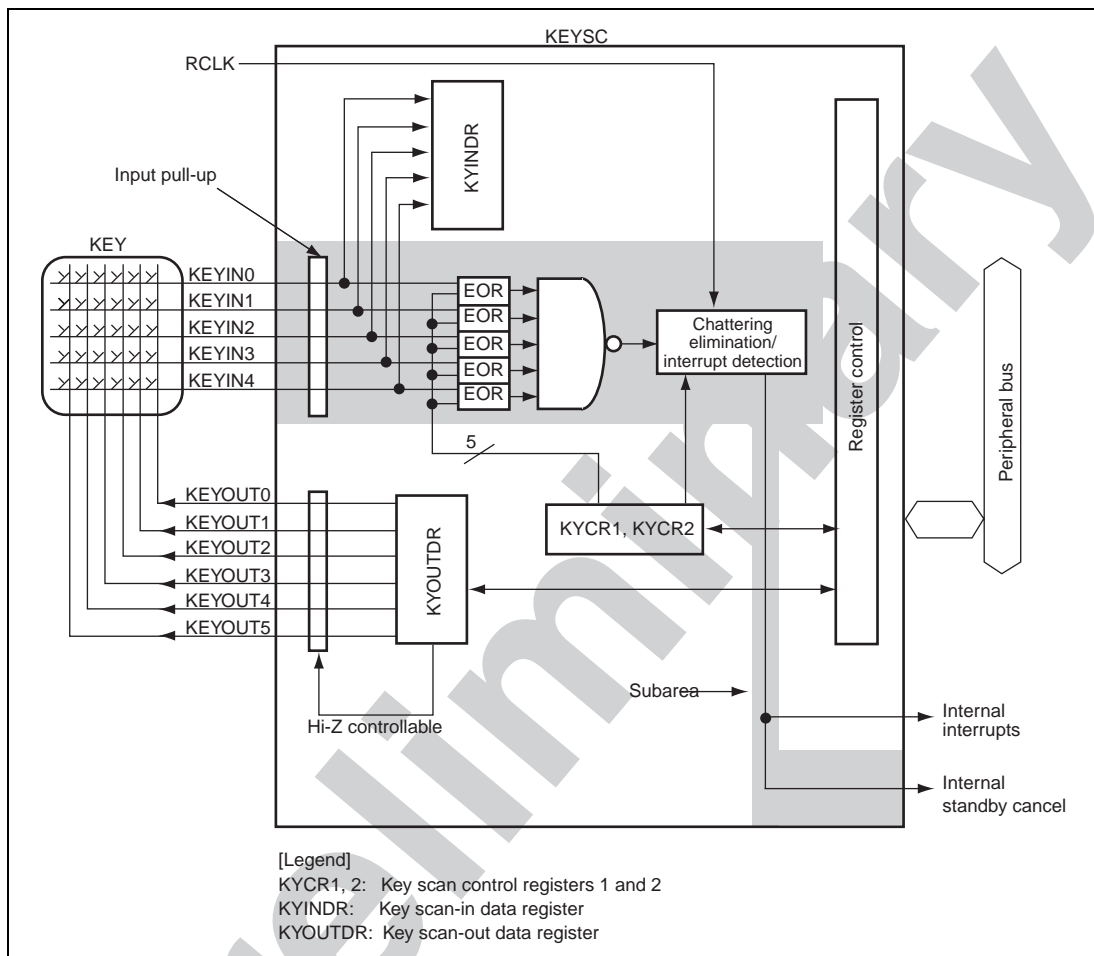 KEYSC
RCLK
KYINDR
Input pull-up
KEY
KEYIN0
KEYIN1
KEYIN2
KEYIN3
KEYIN4
EOR
EOR
EOR
EOR
EOR
Chattering
elimination/
interrupt detection
Register control
Peripheral bus
5
KYCR1, KYCR2
KEYOUT0
KEYOUT1
KEYOUT2
KEYOUT3
KEYOUT4
KEYOUT5
KYOUTDR
Hi-Z controllable
Subarea
Internal
interrupts
Internal
standby cancel
[Legend]
KYCR1, 2: Key scan control registers 1 and 2
KYINDR: Key scan-in data register
KYOUTDR: Key scan-out data register
eliminary